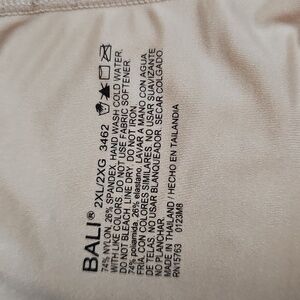 BALI® 2XL/2XG 3462
74% NYLON, 26% SPANDEX. HAND WASH COLD WATER.
WITH LIKE COLORS. DO NOT USE FABRIC SOFTENER.
DO NOT BLEACH. LINE DRY. DO NOT IRON.
74% poliamida, 26% elastano. LAVAR A MANO CON AGUA
FRIA, CON COLORES SIMILARES. NO USAR SUAVIZANTE
DE TELAS. NO USAR BLANQUEADOR. SECAR COLGADO.
NO PLANCHAR.
MADE IN THAILAND / HECHO EN TAILANDIA
RN15763 0123M8